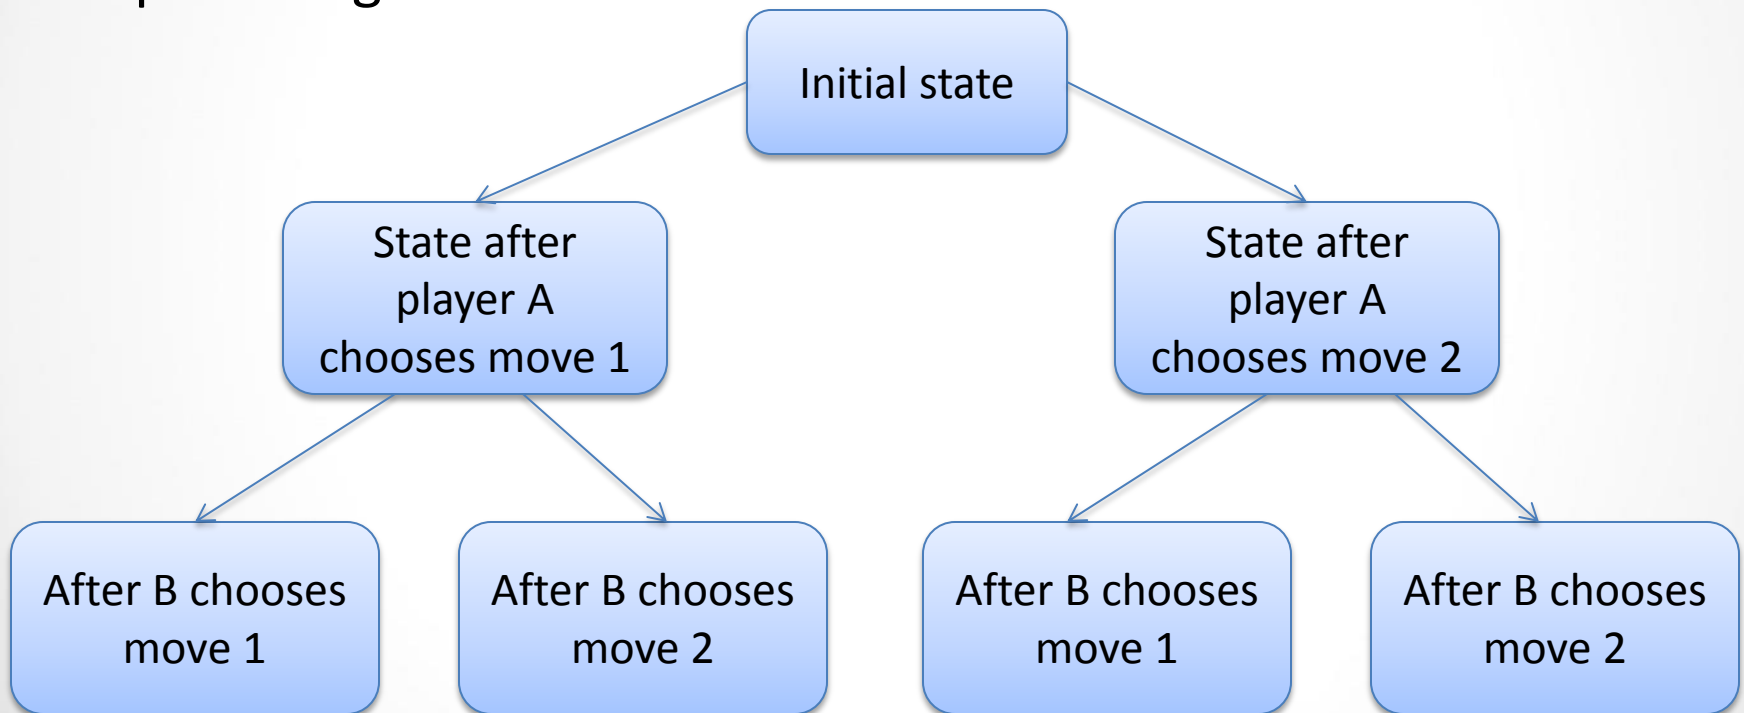 Initial state
State after
player A
chooses move 1
State after
player A
chooses move 2
After B chooses
move 1
After B chooses
move 2
After B chooses
move 1
After B chooses
move 2